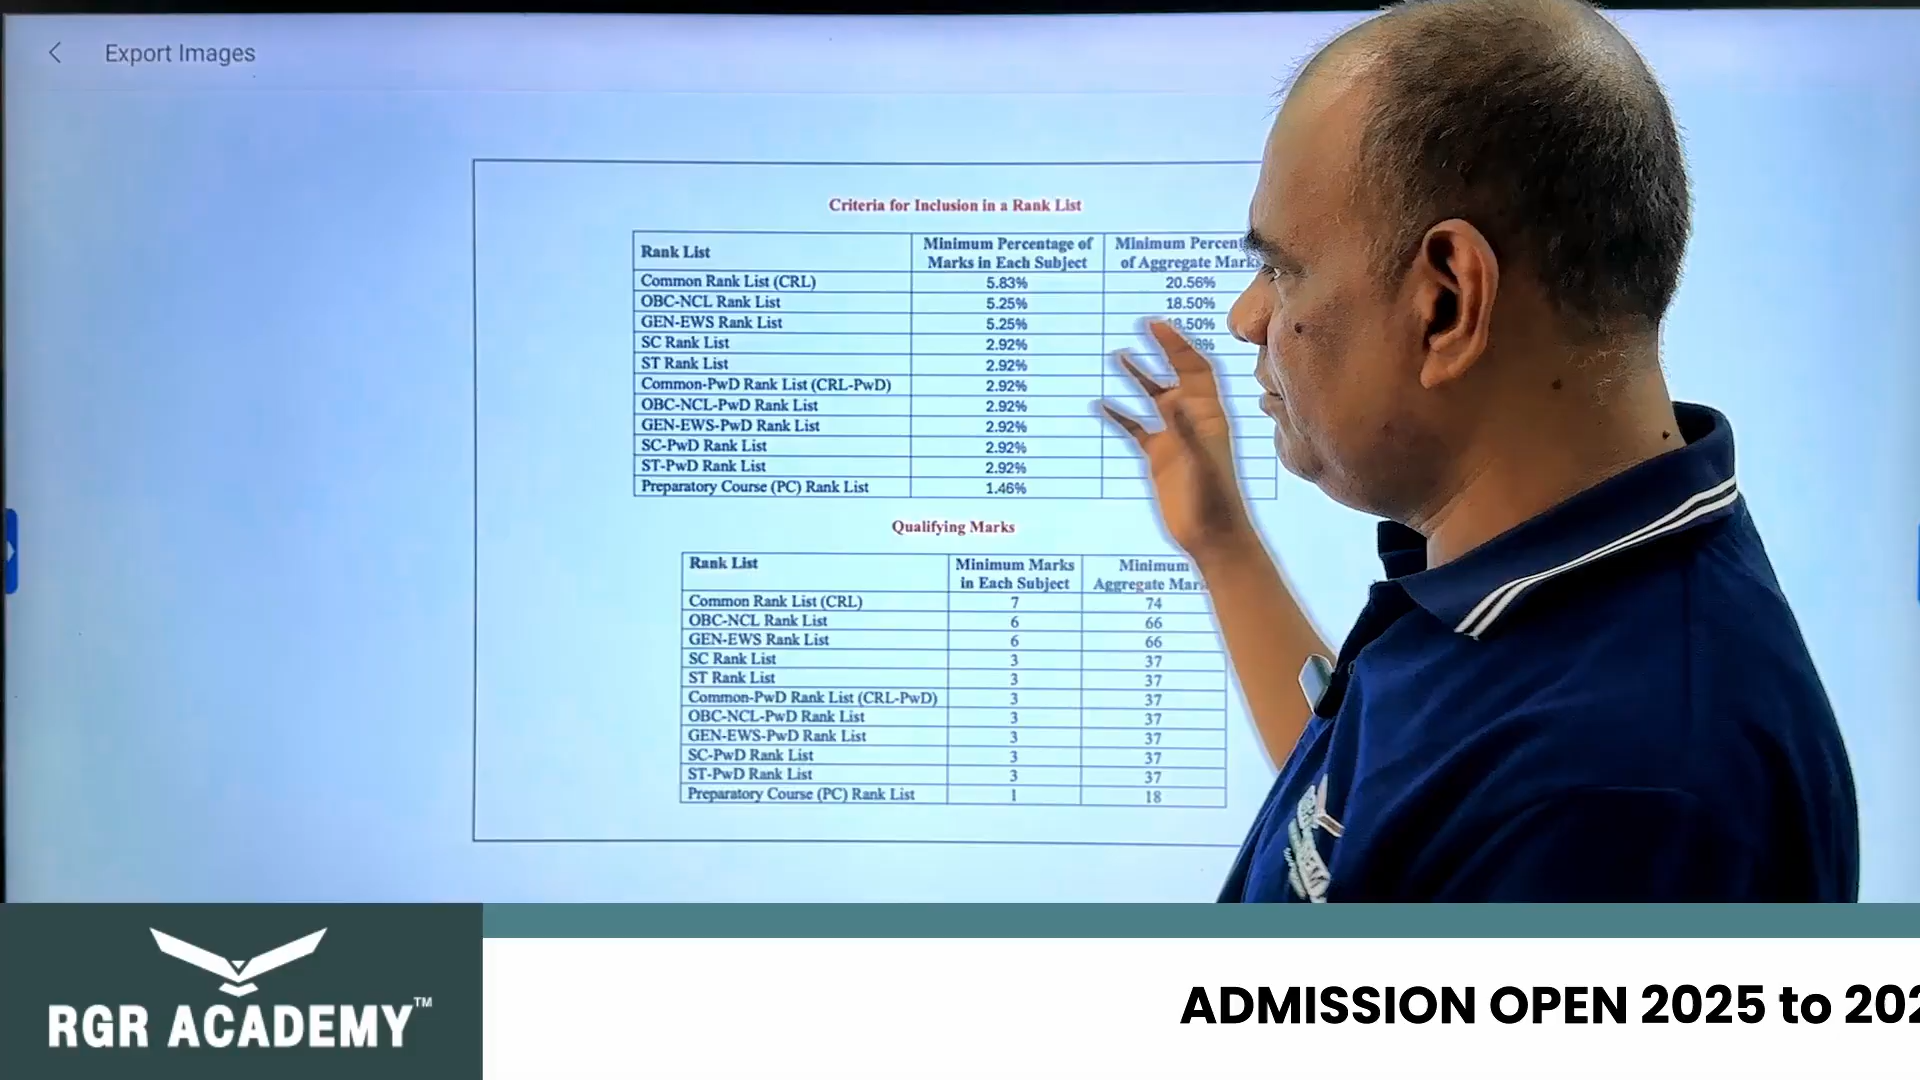 Export Images
Criteria for Inclusion in a Rank List
Rank List Minimum Percentage of Marks in Each Subject Minimum of Aggregate Marks
Common Rank List (CRL) 5.83% 20.56%
OBC-NCL Rank List 5.25% 18.50%
GEN-EWS Rank List 5.25% 8.50%
SC Rank List 2.92%
ST Rank List 2.92%
Common-PwD Rank List (CRL-PwD) 2.92%
OBC-NCL-PwD Rank List 2.92%
GEN-EWS-PwD Rank List 2.92%
SC-PwD Rank List 2.92%
ST-PwD Rank List 2.92%
Preparatory Course (PC) Rank List 1.46%
Qualifying Marks
Rank List Minimum Marks in Each Subject Minimum Aggregate
Common Rank List (CRL) 7 74
OBC-NCL Rank List 6 66
GEN-EWS Rank List 6 66
SC Rank List 3 37
ST Rank List 3 37
Common-PwD Rank List (CRL-PwD) 3 37
OBC-NCL-PwD Rank List 3 37
GEN-EWS-PwD Rank List 3 37
SC-PwD Rank List 3 37
ST-PwD Rank List 3 37
Preparatory Course (PC) Rank List 1 18
RGR ACADEMY™
ADMISSION OPEN 2025 to